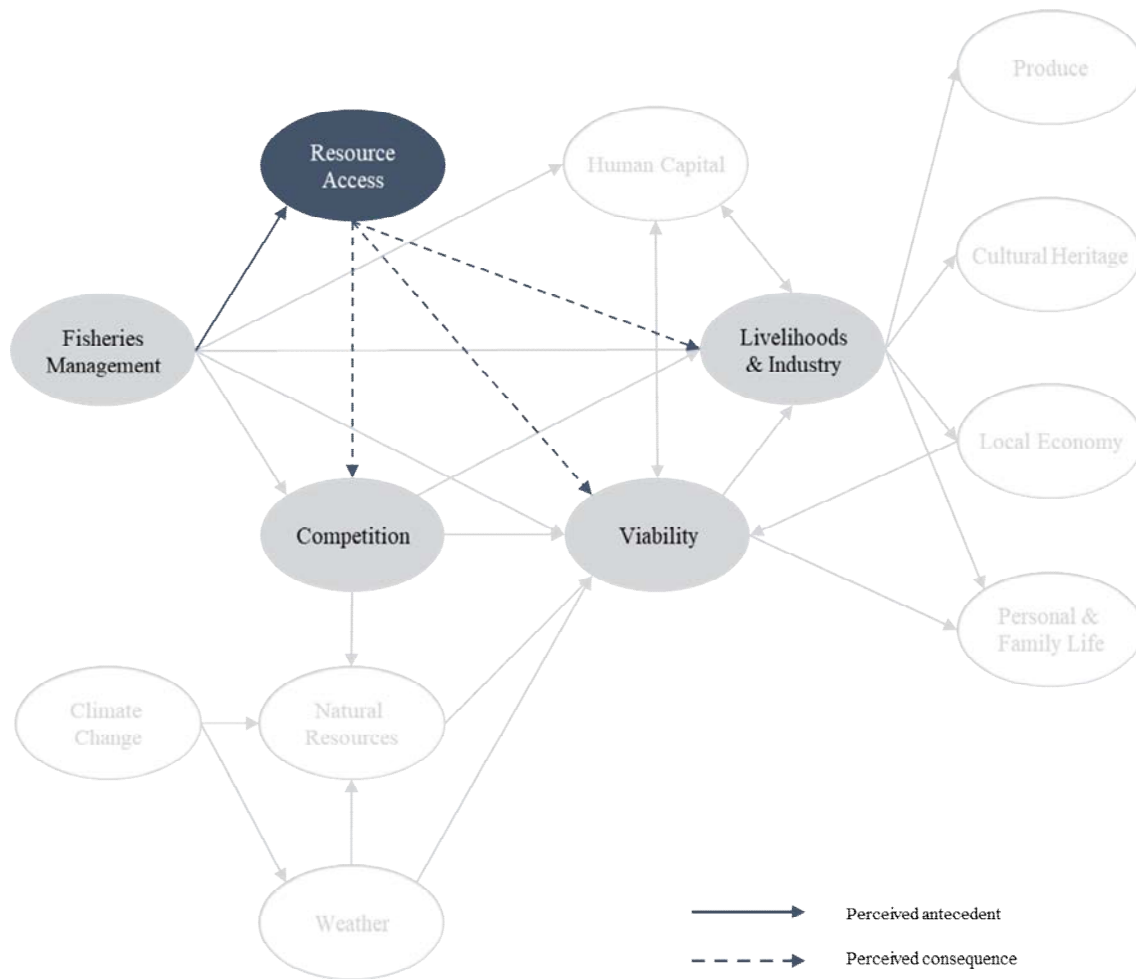 Produce
Resource
Access
Human Capital
Cultural Heritage
Fisheries
Management
Livelihoods
& Industry
Local Economy
Competition
Viability
Personal &
Family Life
Climate
Change
Natural
Resources
Weather
Perceived antecedent
Perceived consequence